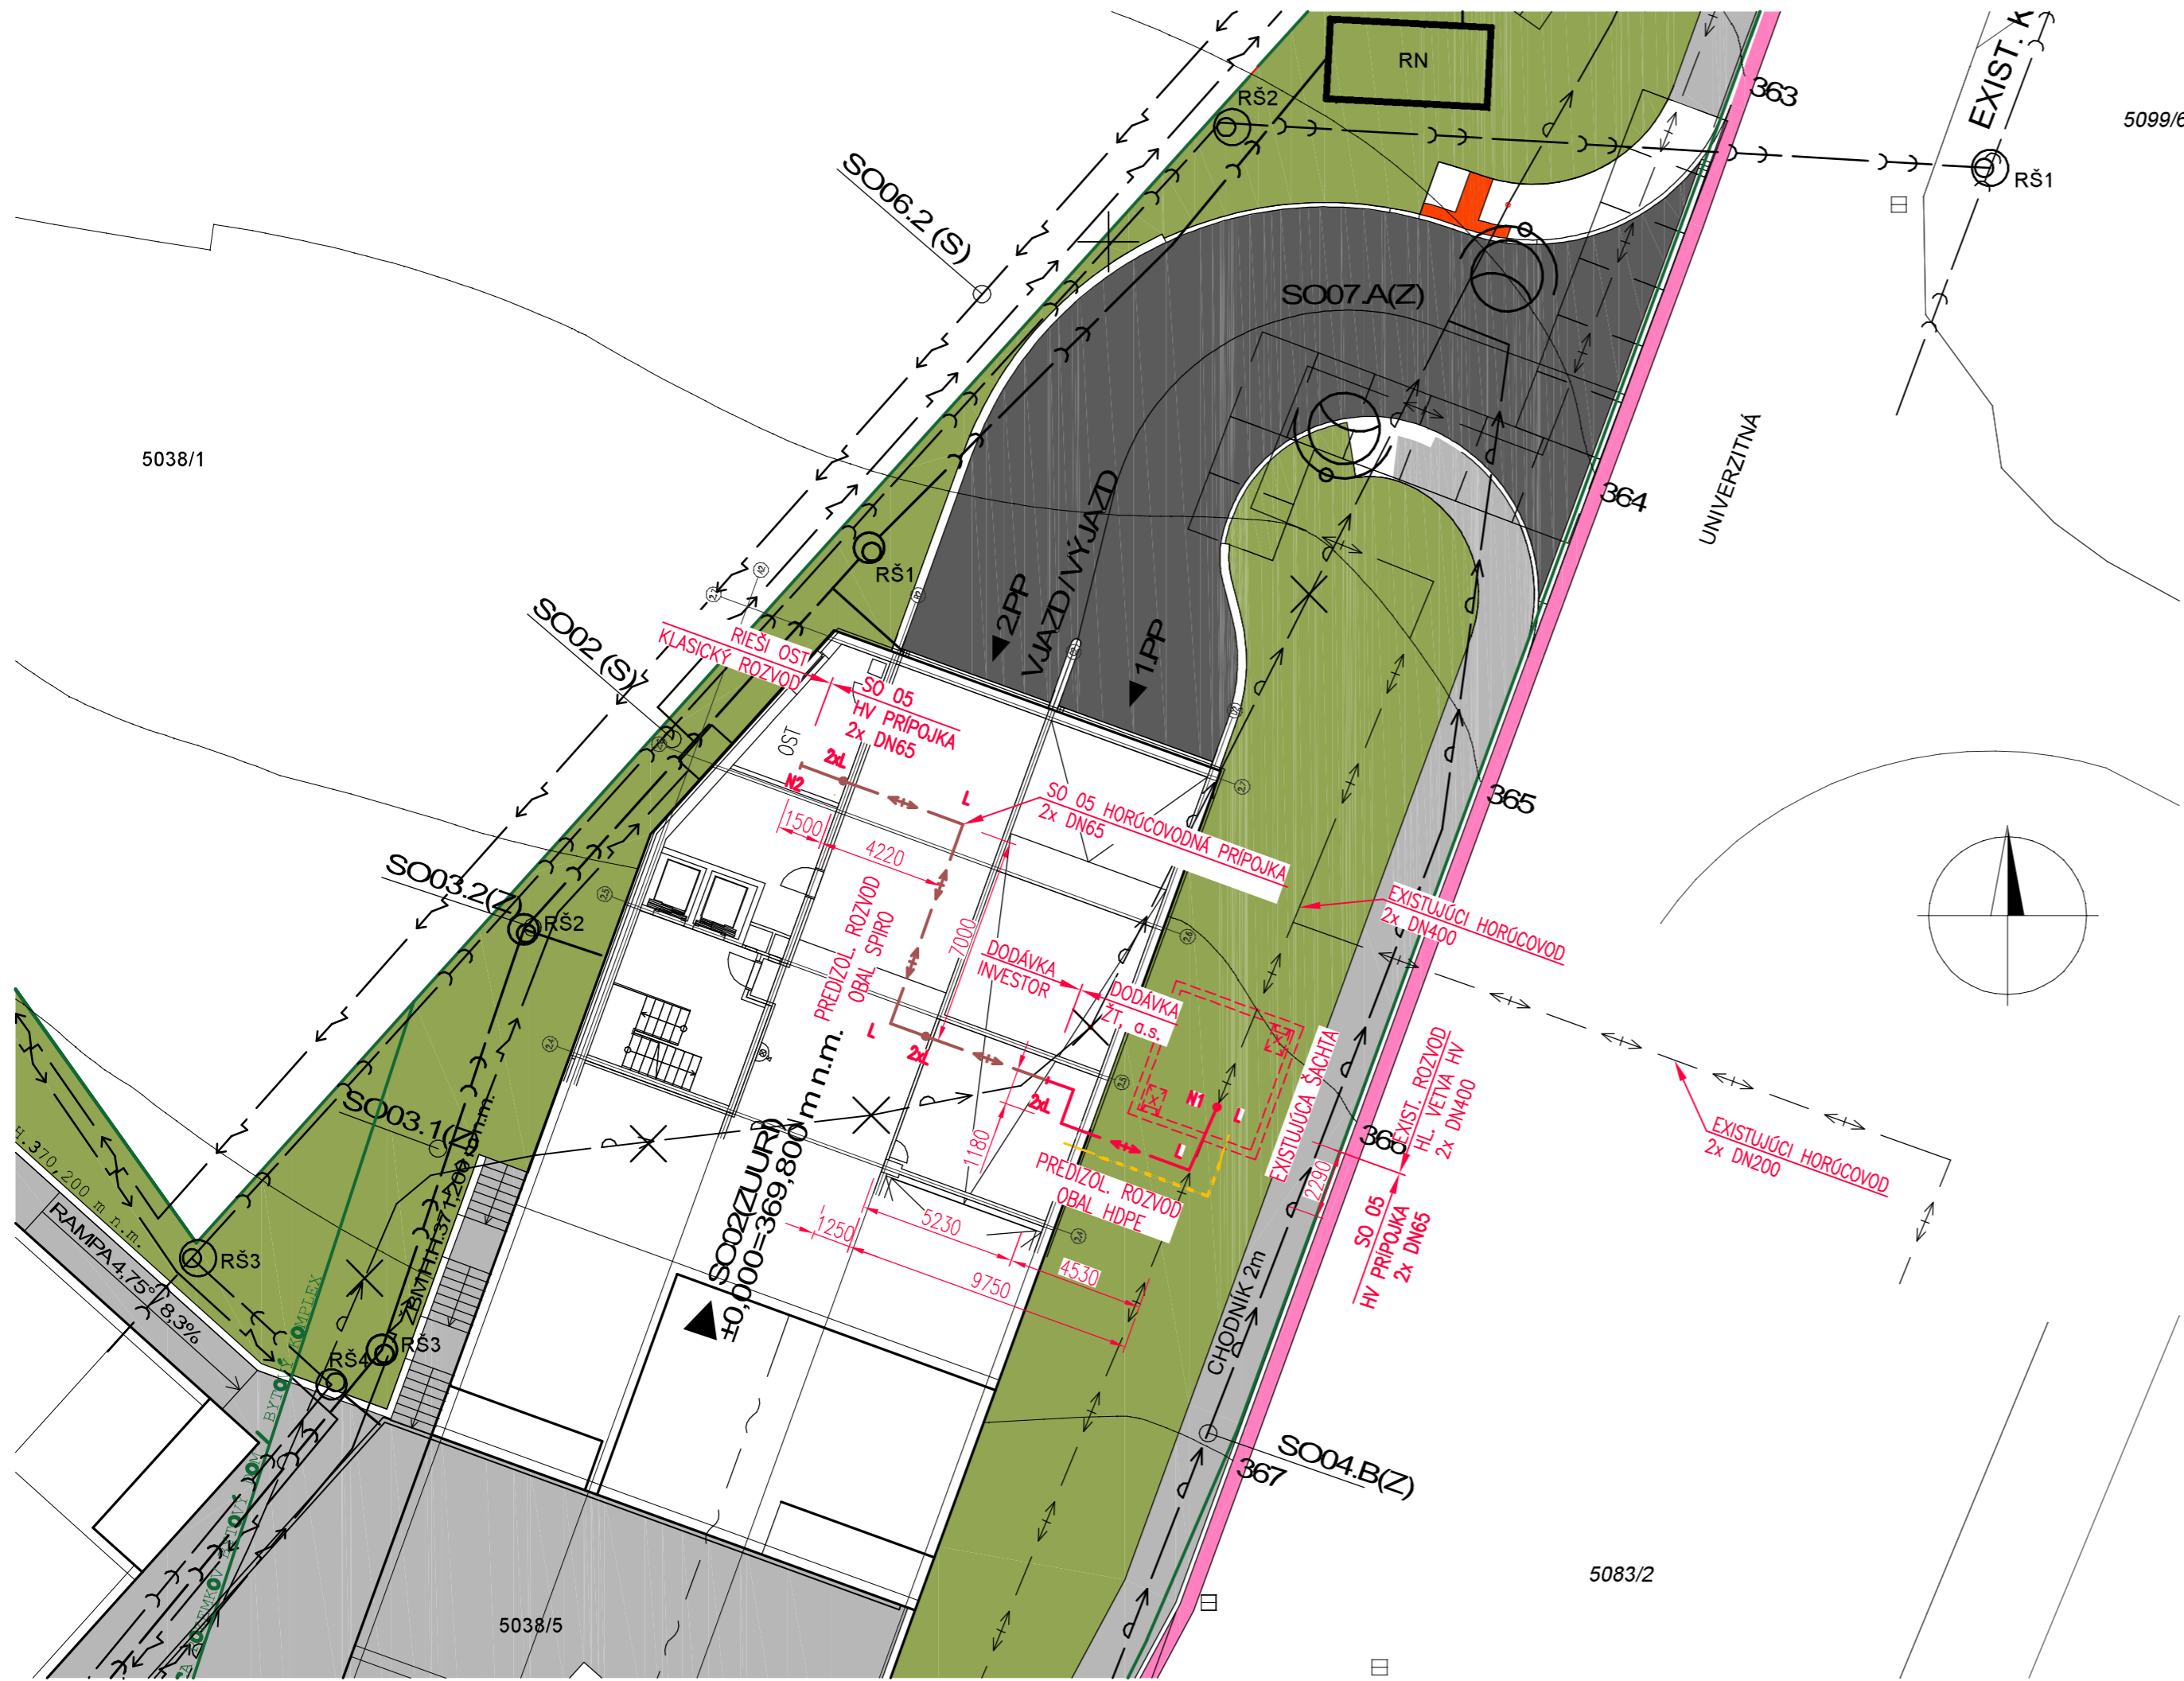 RN
363
EXIST. K
5099/6
RŠ2
RŠ1
SO06.2 (S)
SO07.A(Z)
5038/1
364
UNIVERZITNÁ
RŠ1
2.PP
VJAZD/VÝJAZD
1.PP
SO02 (S)
RIEŠI OST
KLASICKÝ ROZVOD
SO 05
HV PRÍPOJKA
2x DN65
OST
2xL
N2
L
SO 05 HORÚCOVODNÁ PRÍPOJKA
2x DN65
365
1500
4220
SO03.2(Z)
RŠ2
PREDIZOL. ROZVOD
OBAL SPIRO
7000
EXISTUJÚCI HORÚCOVOD
2x DN400
DODÁVKA
INVESTOR
DODÁVKA
ŽT, a.s.
L
2xL
2xL
N1
L
L
EXISTUJÚCA ŠACHTA
366
EXIST. ROZVOD
HL. VETVA HV
2x DN400
EXISTUJÚCI HORÚCOVOD
2x DN200
SO03.1(Z)
1180
PREDIZOL. ROZVOD
OBAL HDPE
2290
SO 05
HV PRÍPOJKA
2x DN65
SO02(ZUUR)
±0,000=369,800 m n.m.
1250
5230
4530
9750
H.370,200 m n.m.
RAMPA 4,75° / 8,3%
RŠ3
RŠ4
RŠ3
BYTOVÝ KOMPLEX
CHODNÍK 2m
SO04.B(Z)
367
5083/2
5038/5